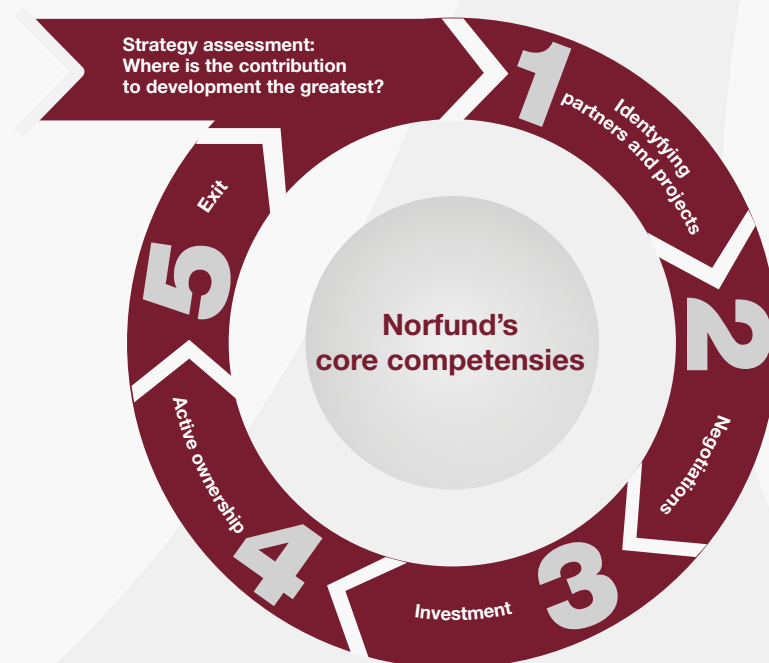 Strategy assessment:
Where is the contribution
to development the greatest?
1
Identyfying
partners and projects
2
Negotiations
3
Investment
4
Active ownership
5
Exit
Norfund’s
core competensies